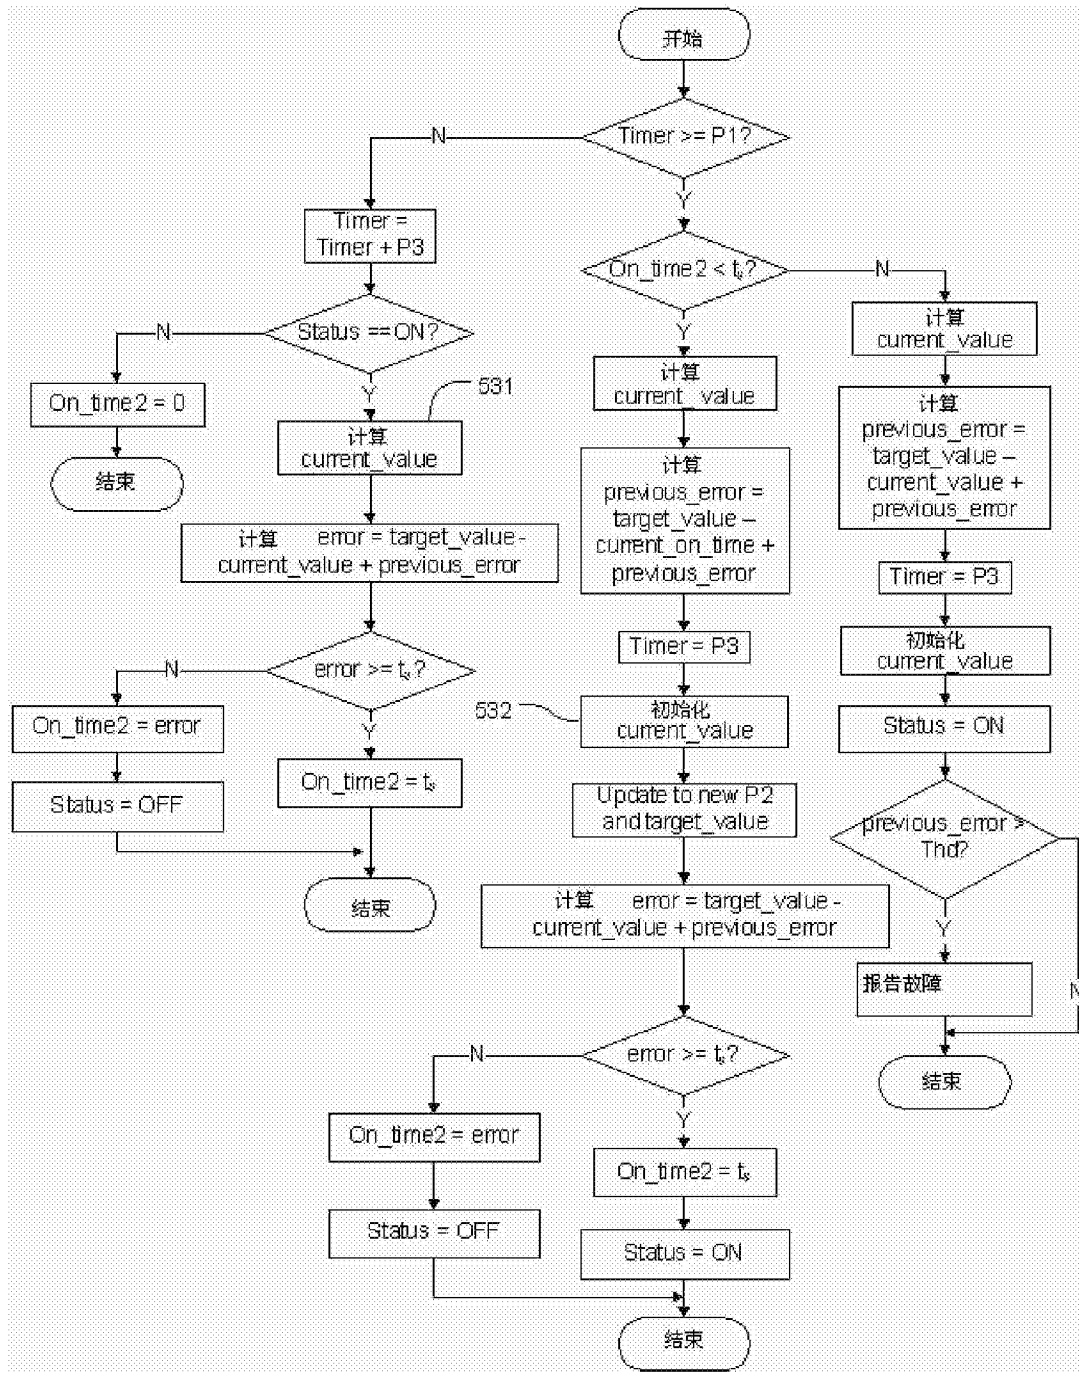 开始
Timer >= P1?
N
Y
Timer =
Timer + P3
On_time2 < tₛ?
N
Y
Status ==ON?
N
Y
531
计算
current_value
计算
current_ value
On_time2 = 0
计算
current_value
计算
previous_error =
target_value –
current_value +
previous_error
结束
计算
previous_error =
target_value –
current_on_time +
previous_error
计算 error = target_value -
current_value + previous_error
Timer = P3
Timer = P3
初始化
current_value
error >= tₛ?
N
Y
532
初始化
current_value
On_time2 = error
Status = ON
On_time2 = tₛ
Status = OFF
Update to new P2
and target_value
previous_error >
Thd?
Y
N
结束
计算 error = target_value -
current_value + previous_error
报告故障
error >= tₛ?
N
Y
结束
On_time2 = error
On_time2 = tₛ
Status = OFF
Status = ON
结束